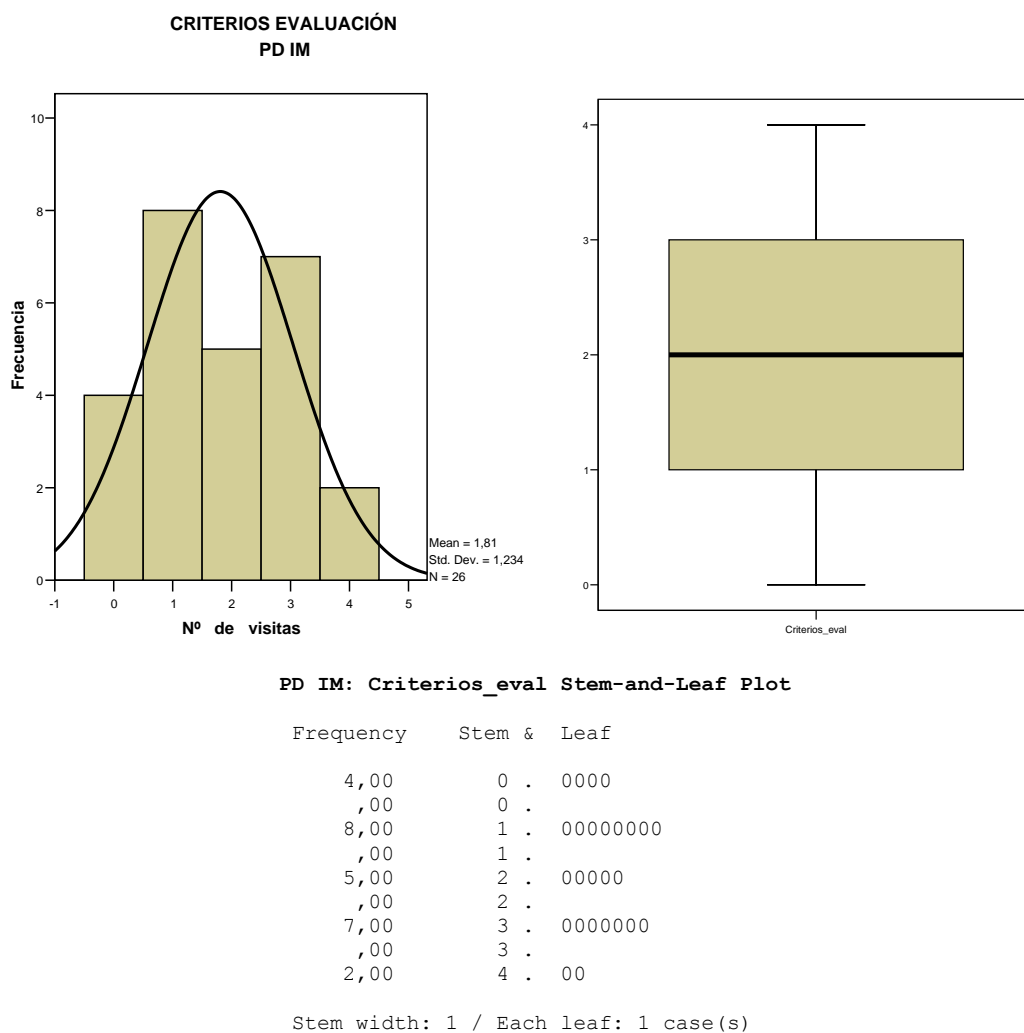 CRITERIOS EVALUACIÓN
PD IM
10
8
6
4
2
0
Frecuencia
-1 0 1 2 3 4 5
Nº de visitas
Mean = 1,81
Std. Dev. = 1,234
N = 26
4
3
2
1
0
Criterios_eval
PD IM: Criterios_eval Stem-and-Leaf Plot
Frequency Stem & Leaf
4,00 0 . 0000
,00 0 .
8,00 1 . 00000000
,00 1 .
5,00 2 . 00000
,00 2 .
7,00 3 . 0000000
,00 3 .
2,00 4 . 00
Stem width: 1 / Each leaf: 1 case(s)